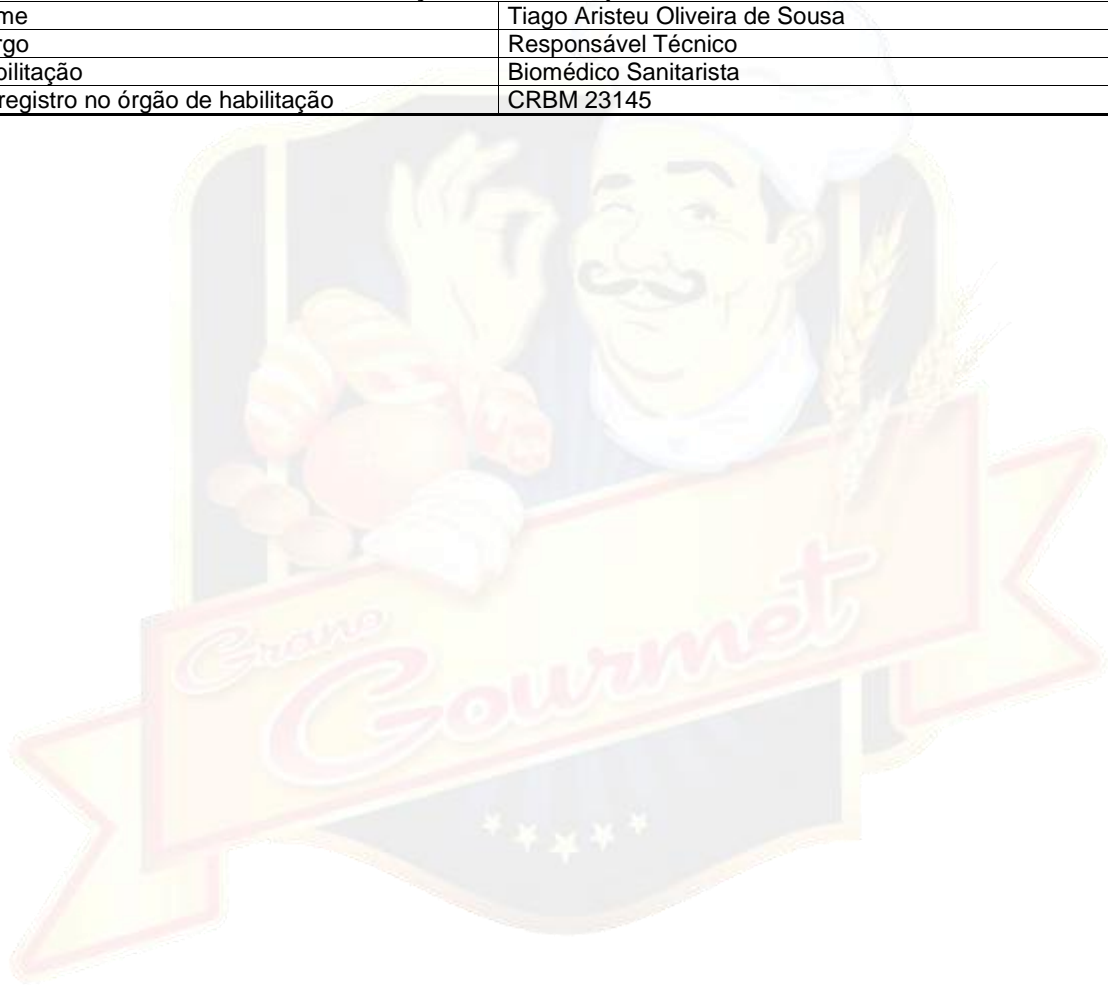 me Tiago Aristeu Oliveira de Sousa
rgo Responsável Técnico
bilitação Biomédico Sanitarista
registro no órgão de habilitação CRBM 23145
Grano
Gourmet